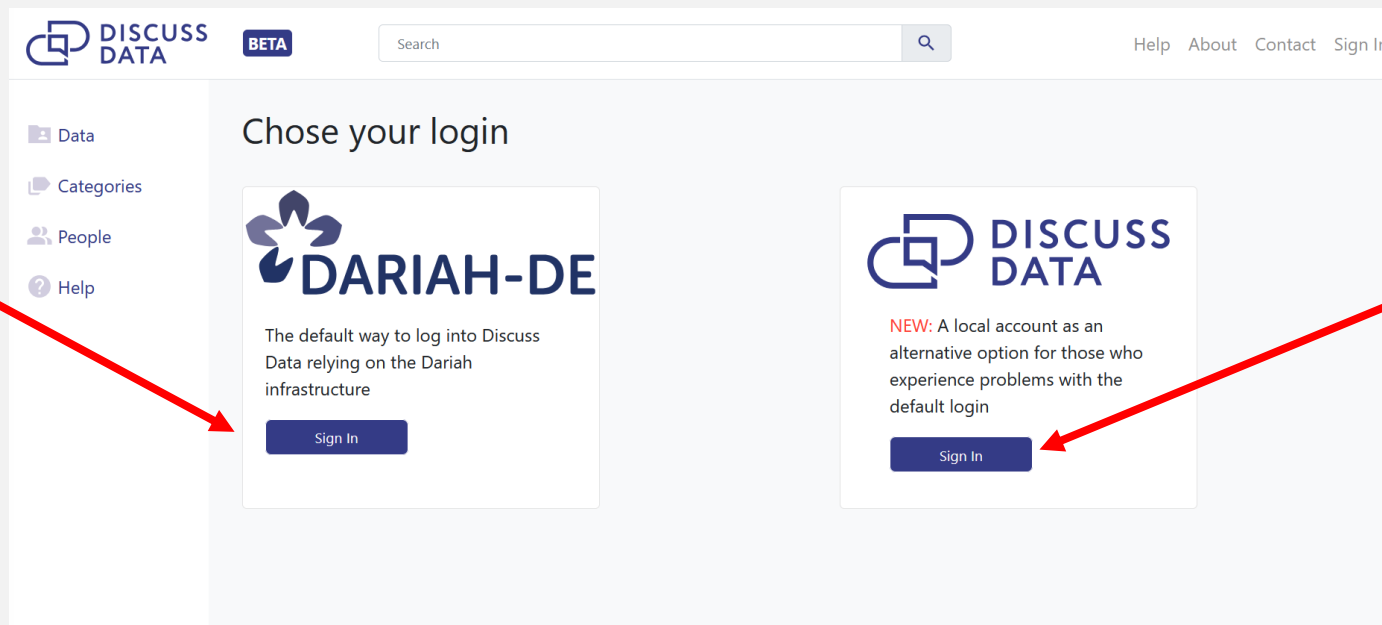 DISCUSS
DATA
BETA
Search
Help About Contact Sign In
Data
Categories
People
Help
Chose your login
DARIAH-DE
The default way to log into Discuss
Data relying on the Dariah
infrastructure
Sign In
DISCUSS
DATA
NEW: A local account as an
alternative option for those who
experience problems with the
default login
Sign In